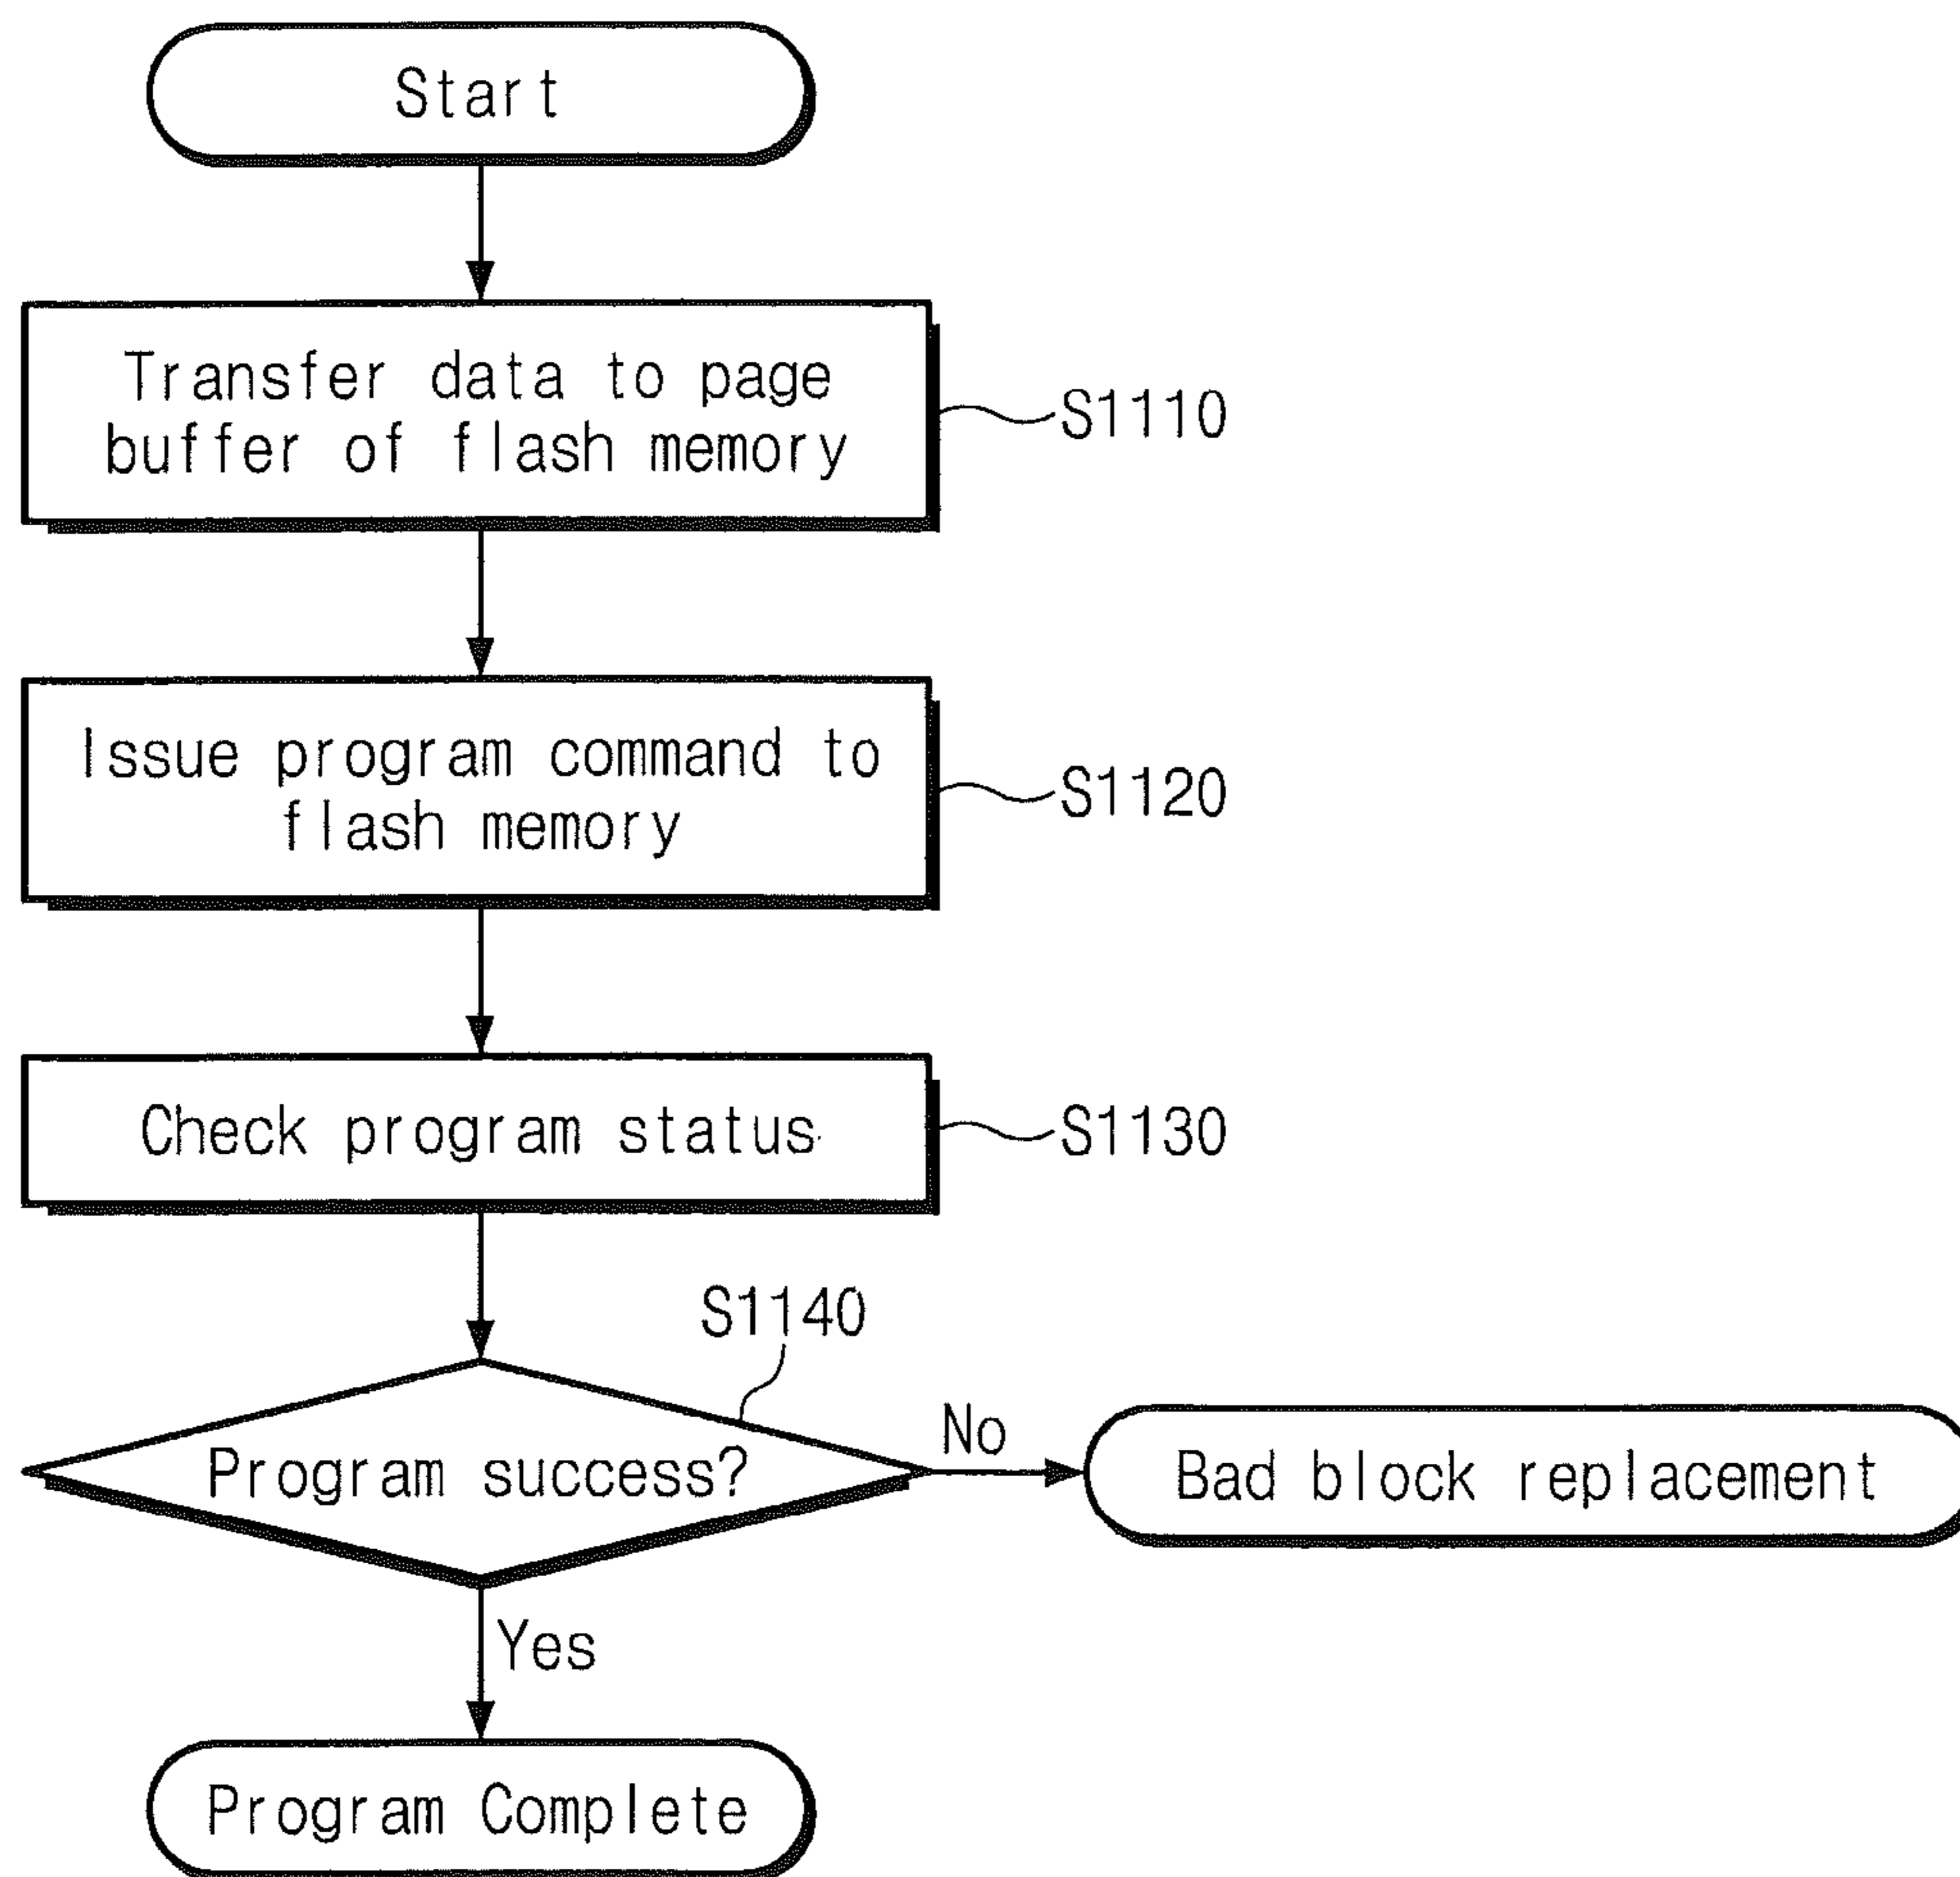 Start
Transfer data to page
buffer of flash memory
S1110
Issue program command to
flash memory
S1120
Check program status
S1130
S1140
Program success?
No
Bad block replacement
Yes
Program Complete